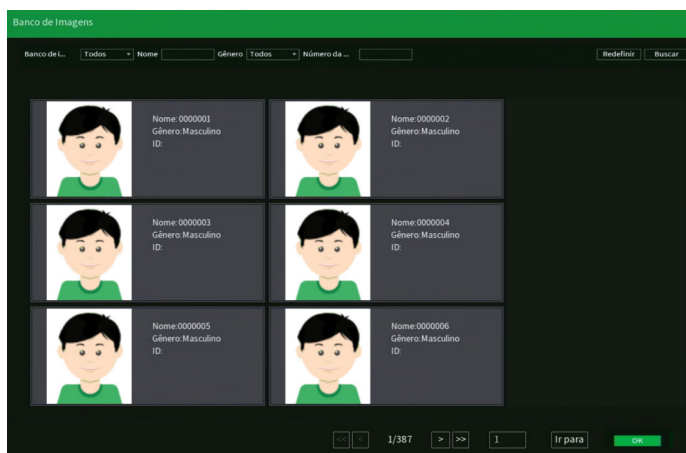 Banco de Imagens
Banco de i... Todos Nome Gênero Todos Número da ... Redefinir Buscar
Nome:0000001
Gênero:Masculino
ID:
Nome:0000002
Gênero:Masculino
ID:
Nome:0000003
Gênero:Masculino
ID:
Nome:0000004
Gênero:Masculino
ID:
Nome:0000005
Gênero:Masculino
ID:
Nome:0000006
Gênero:Masculino
ID:
<< < 1/387 > >> 1 Ir para OK